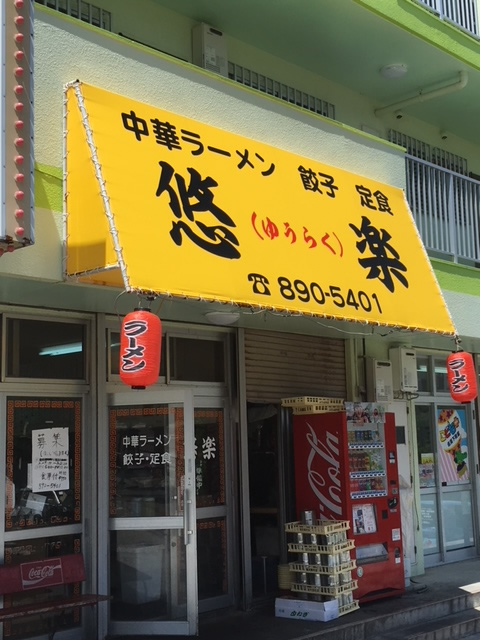 中華ラーメン 餃子 定食
悠楽
(ゆうらく)
☎890-5401
ラーメン
ラーメン
中華ラーメン
餃子・定食
悠楽
募集
Coca-Cola